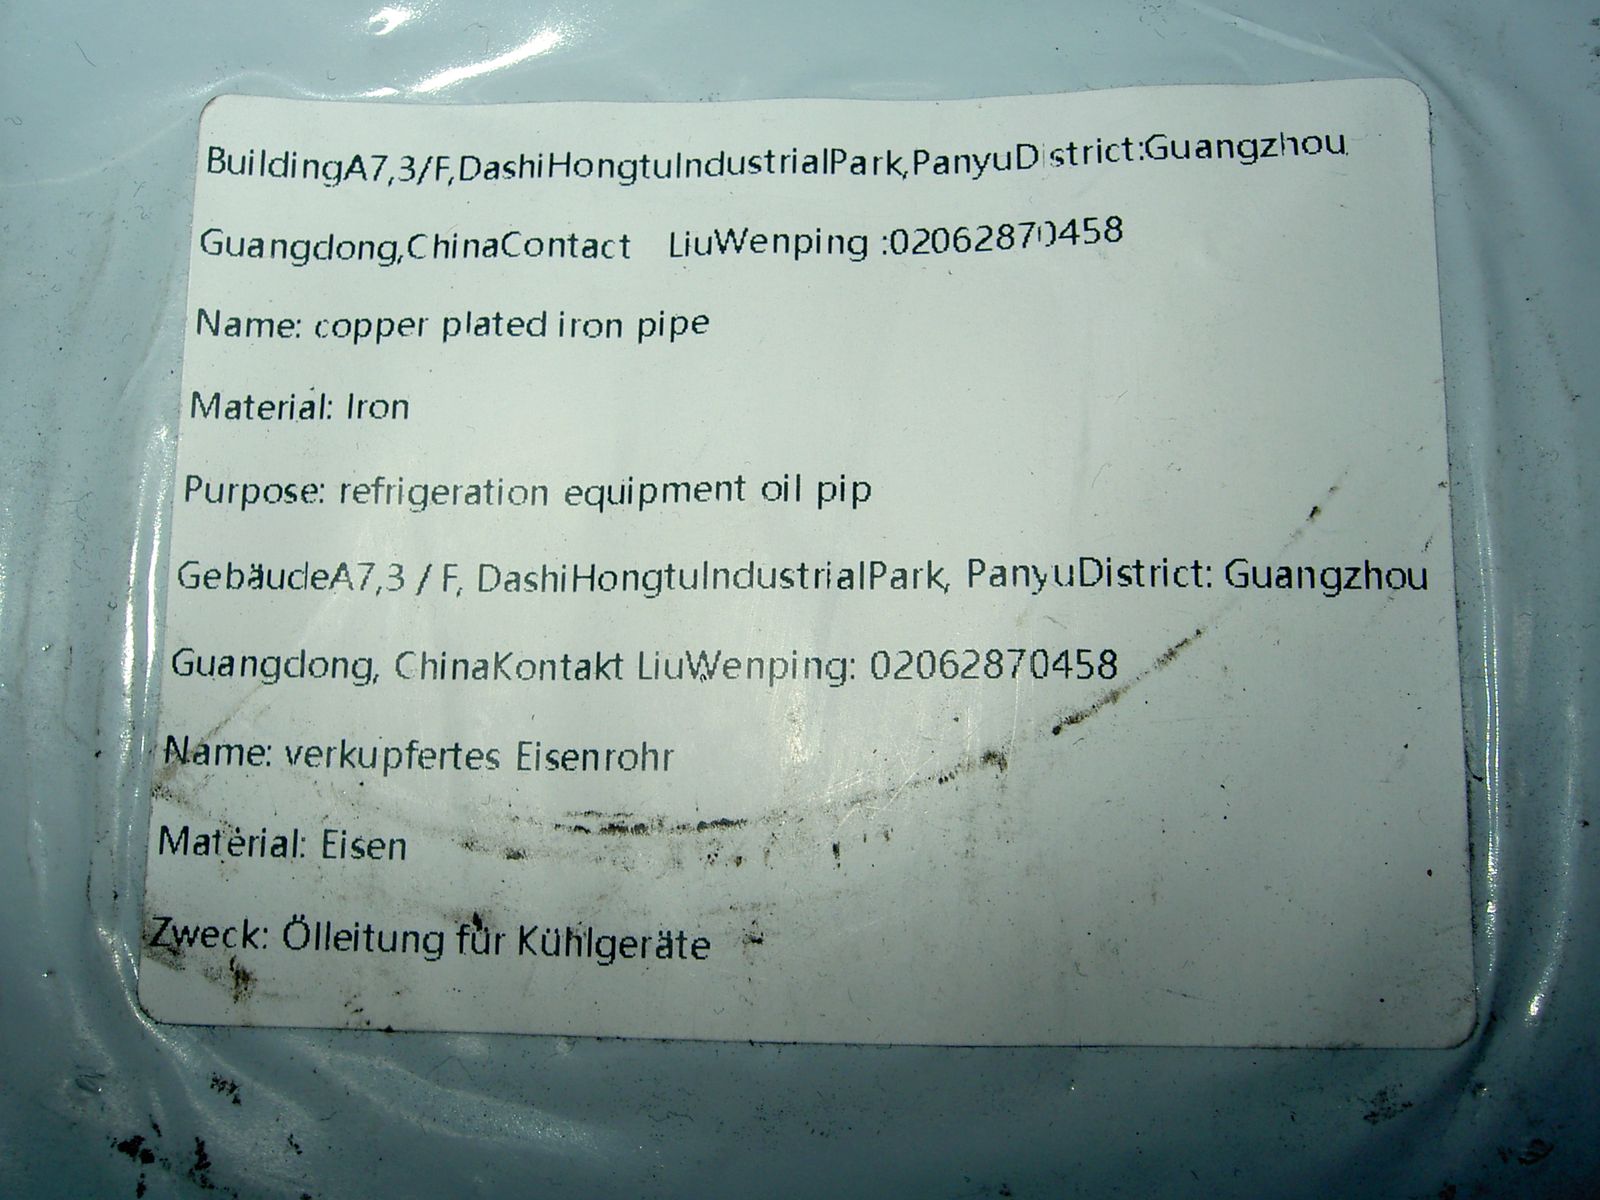 BuildingA7,3/F,DashiHongtuIndustrialPark,PanyuDistrict:Guangzhou
Guangdong,ChinaContact LiuWenping :02062870458
Name: copper plated iron pipe
Material: Iron
Purpose: refrigeration equipment oil pip
GebäudeA7,3 / F, DashiHongtuIndustrialPark, PanyuDistrict: Guangzhou
Guangdong, ChinaKontakt LiuWenping: 02062870458
Name: verkupfertes Eisenrohr
Material: Eisen
Zweck: Ölleitung für Kühlgeräte